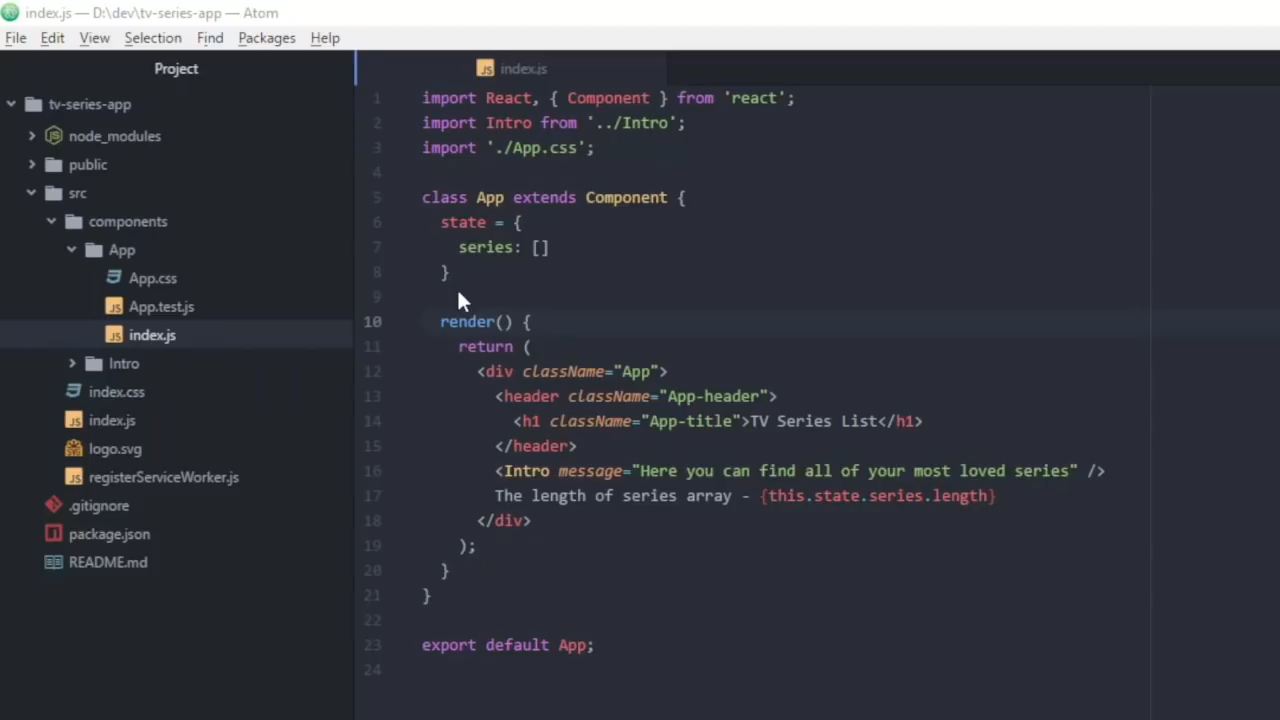 index.js — D:\dev\tv-series-app — Atom
File Edit View Selection Find Packages Help
Project
tv-series-app
node_modules
public
src
components
App
App.css
App.test.js
index.js
Intro
index.css
index.js
logo.svg
registerServiceWorker.js
.gitignore
package.json
README.md
index.js
1 import React, { Component } from 'react';
2 import Intro from '../Intro';
3 import './App.css';
4
5 class App extends Component {
6   state = {
7     series: []
8   }
9
10   render() {
11     return (
12       <div className="App">
13         <header className="App-header">
14           <h1 className="App-title">TV Series List</h1>
15         </header>
16         <Intro message="Here you can find all of your most loved series" />
17         The length of series array - {this.state.series.length}
18       </div>
19     );
20   }
21 }
22
23 export default App;
24